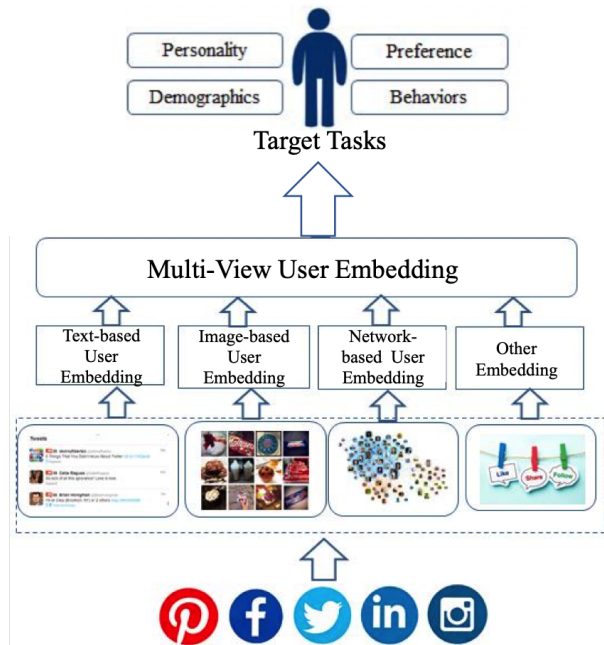 Personality
Preference
Demographics
Behaviors
Target Tasks
Multi-View User Embedding
Text-based
User
Embedding
Image-based
User
Embedding
Network-
based User
Embedding
Other
Embedding
Tweets
Like
Share
Follow
in